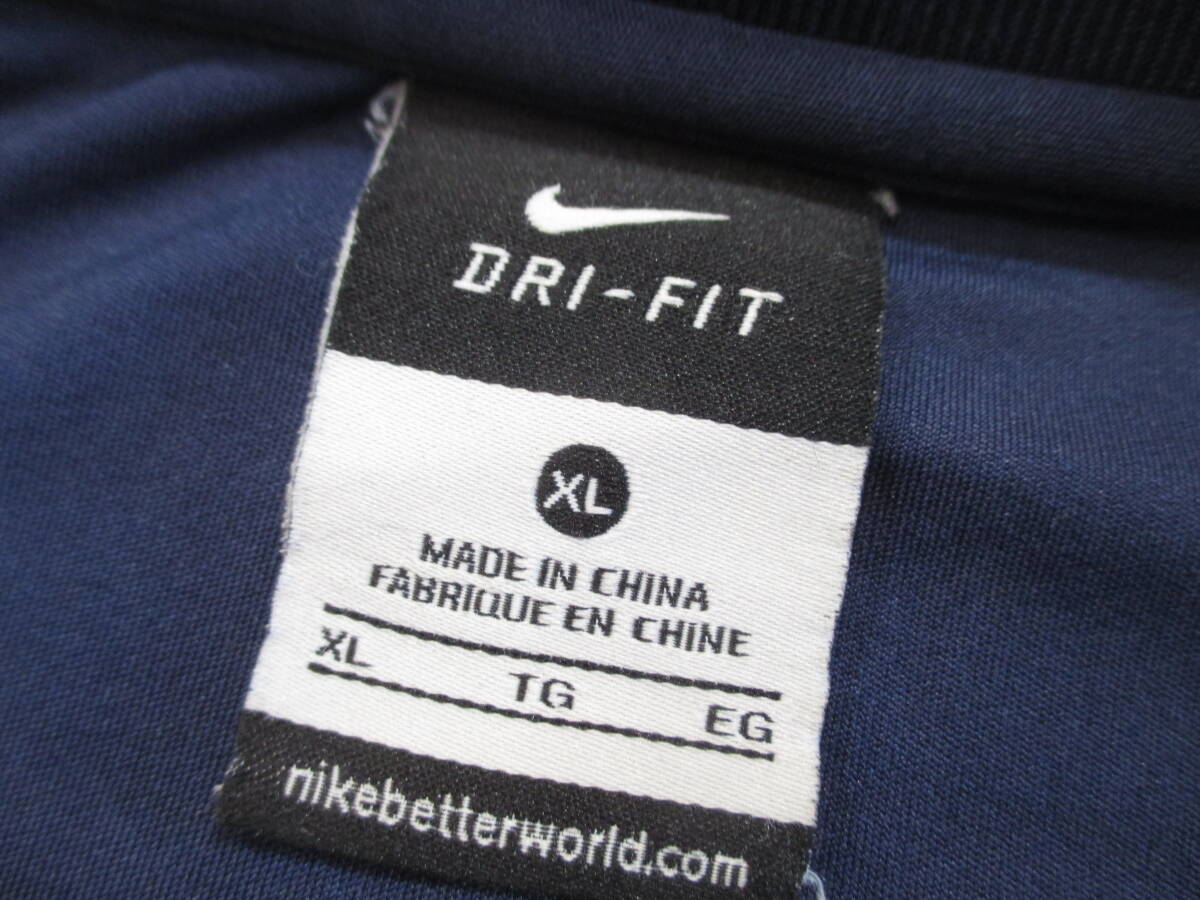 DRI-FIT
XL
MADE IN CHINA
FABRIQUE EN CHINE
XL TG EG
nikebetterworld.com